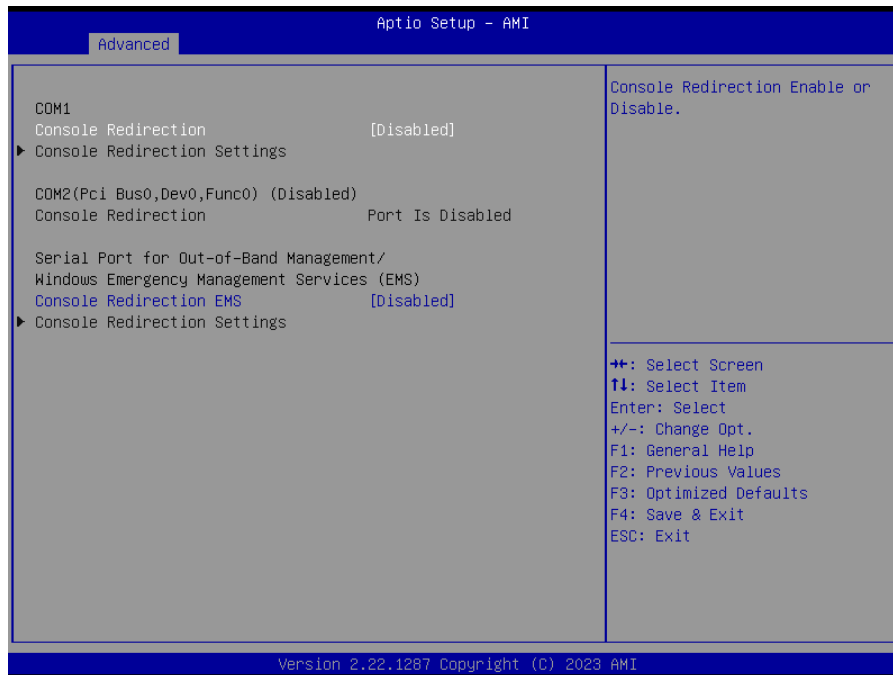 Aptio Setup – AMI
Advanced
COM1
Console Redirection [Disabled]
▶ Console Redirection Settings
COM2(Pci Bus0,Dev0,Func0) (Disabled)
Console Redirection Port Is Disabled
Serial Port for Out-of-Band Management/
Windows Emergency Management Services (EMS)
Console Redirection EMS [Disabled]
▶ Console Redirection Settings
Console Redirection Enable or
Disable.
→←: Select Screen
↑↓: Select Item
Enter: Select
+/-: Change Opt.
F1: General Help
F2: Previous Values
F3: Optimized Defaults
F4: Save & Exit
ESC: Exit
Version 2.22.1287 Copyright (C) 2023 AMI